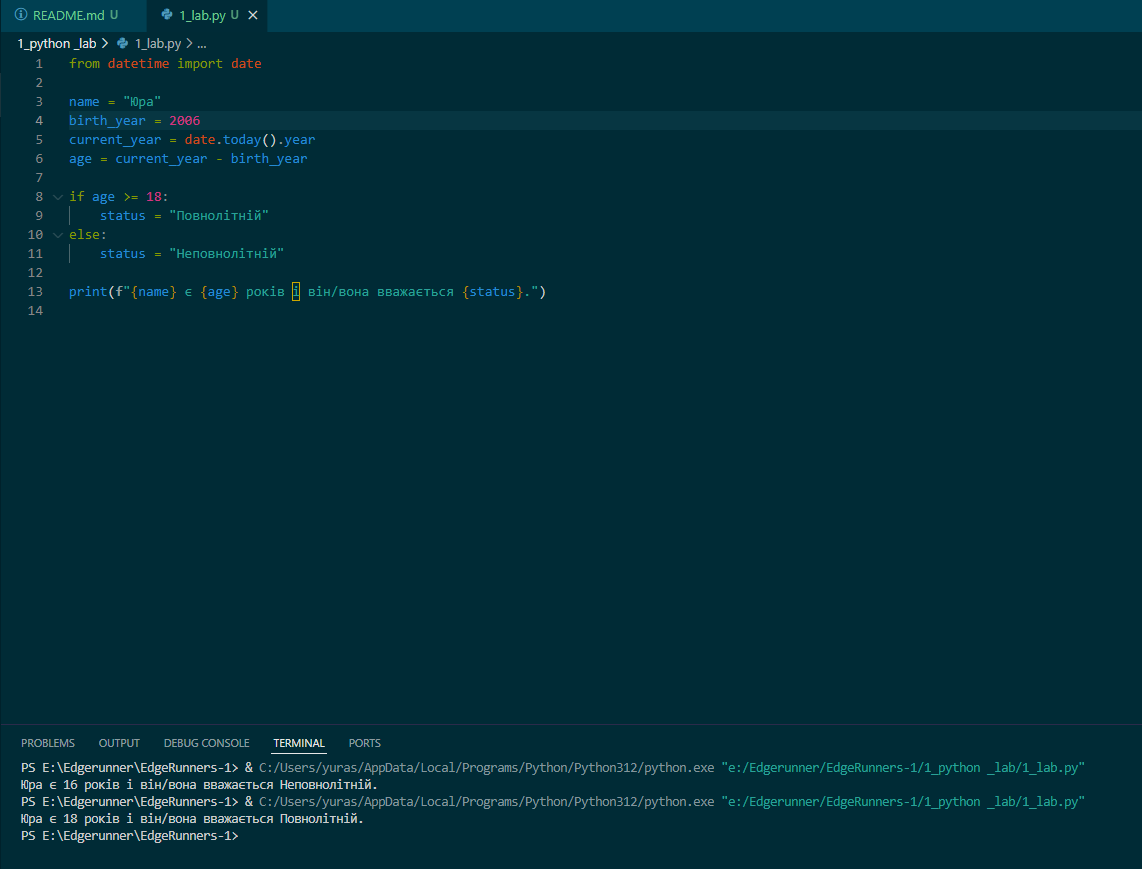 README.md U 1_lab.py U
1_python _lab > 1_lab.py > ...
1 from datetime import date
2
3 name = "Юра"
4 birth_year = 2006
5 current_year = date.today().year
6 age = current_year - birth_year
7
8 if age >= 18:
9     status = "Повнолітній"
10 else:
11     status = "Неповнолітній"
12
13 print(f"{name} є {age} років і він/вона вважається {status}.")
14
PROBLEMS OUTPUT DEBUG CONSOLE TERMINAL PORTS
PS E:\Edgerunner\EdgeRunners-1> & C:/Users/yuras/AppData/Local/Programs/Python/Python312/python.exe "e:/Edgerunner/EdgeRunners-1/1_python _lab/1_lab.py"
Юра є 16 років і він/вона вважається Неповнолітній.
PS E:\Edgerunner\EdgeRunners-1> & C:/Users/yuras/AppData/Local/Programs/Python/Python312/python.exe "e:/Edgerunner/EdgeRunners-1/1_python _lab/1_lab.py"
Юра є 18 років і він/вона вважається Повнолітній.
PS E:\Edgerunner\EdgeRunners-1>